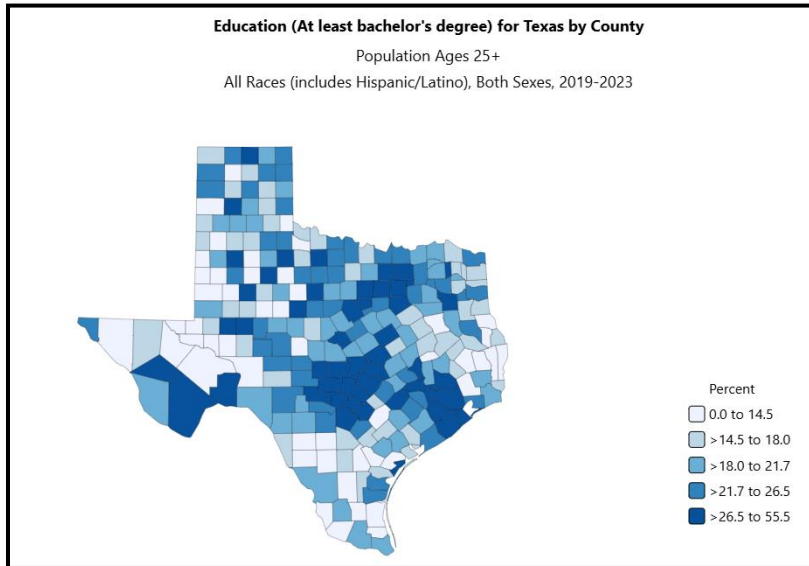 Education (At least bachelor's degree) for Texas by County
Population Ages 25+
All Races (includes Hispanic/Latino), Both Sexes, 2019-2023
Percent
0.0 to 14.5
>14.5 to 18.0
>18.0 to 21.7
>21.7 to 26.5
>26.5 to 55.5